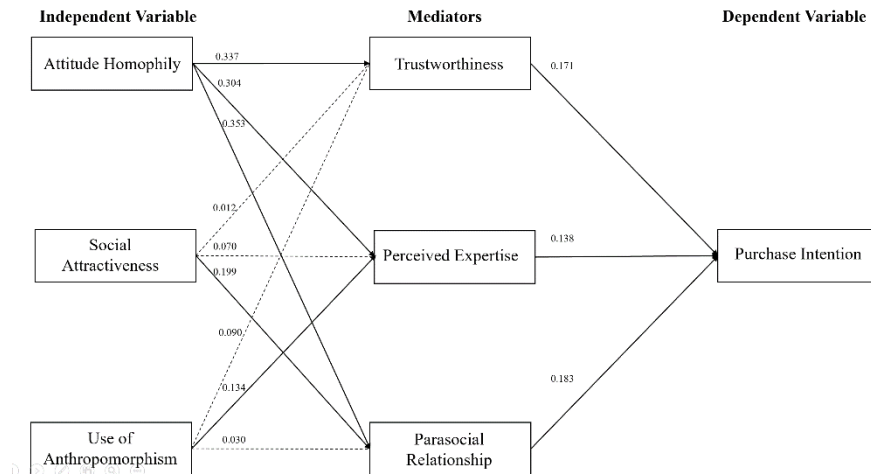 Independent Variable
Mediators
Dependent Variable
Attitude Homophily
0.337
0.304
0.353
Trustworthiness
0.171
Social
Attractiveness
0.012
0.070
0.199
Perceived Expertise
0.138
Purchase Intention
Use of
Anthropomorphism
0.090
0.134
0.030
Parasocial
Relationship
0.183